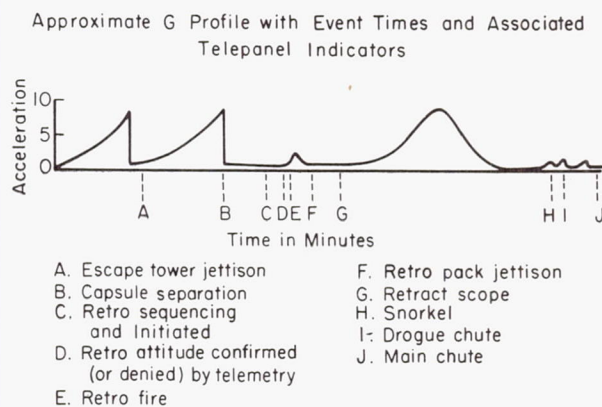 Approximate G Profile with Event Times and Associated
Telepanel Indicators
Acceleration
10
5
0
A B C D E F G H I J
Time in Minutes
A. Escape tower jettison
B. Capsule separation
C. Retro sequencing
and Initiated
D. Retro attitude confirmed
(or denied) by telemetry
E. Retro fire
F. Retro pack jettison
G. Retract scope
H. Snorkel
I- Drogue chute
J. Main chute